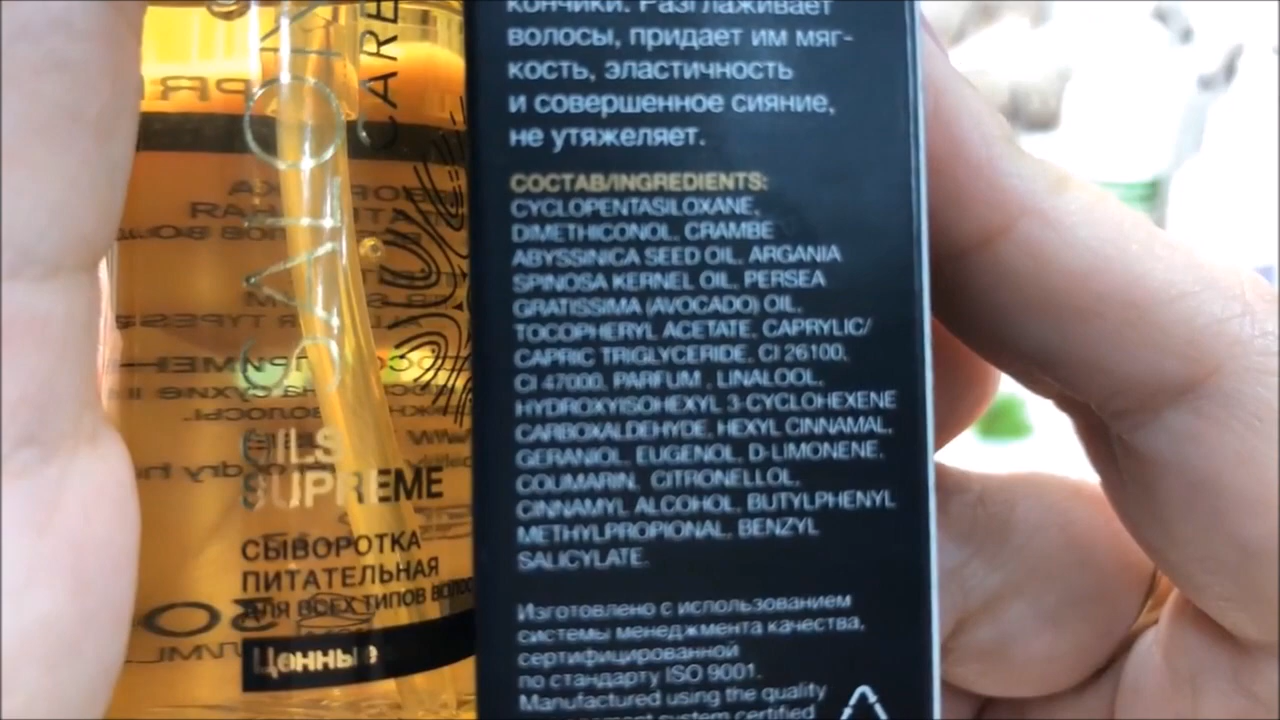 SALON
CARE
OILS
SUPREME
СЫВОРОТКА
ПИТАТЕЛЬНАЯ
ДЛЯ ВСЕХ ТИПОВ ВОЛОС
Ценные
кончики. Разглаживает
волосы, придает им мяг-
кость, эластичность
и совершенное сияние,
не утяжеляет.
СОСТАВ/INGREDIENTS:
CYCLOPENTASILOXANE,
DIMETHICONOL, CRAMBE
ABYSSINICA SEED OIL, ARGANIA
SPINOSA KERNEL OIL, PERSEA
GRATISSIMA (AVOCADO) OIL,
TOCOPHERYL ACETATE, CAPRYLIC/
CAPRIC TRIGLYCERIDE, CI 26100,
CI 47000, PARFUM , LINALOOL,
HYDROXYISOHEXYL 3-CYCLOHEXENE
CARBOXALDEHYDE, HEXYL CINNAMAL,
GERANIOL, EUGENOL, D-LIMONENE,
COUMARIN, CITRONELLOL,
CINNAMYL ALCOHOL, BUTYLPHENYL
METHYLPROPIONAL, BENZYL
SALICYLATE.
Изготовлено с использованием
системы менеджмента качества,
сертифицированной
по стандарту ISO 9001.
Manufactured using the quality
system certified